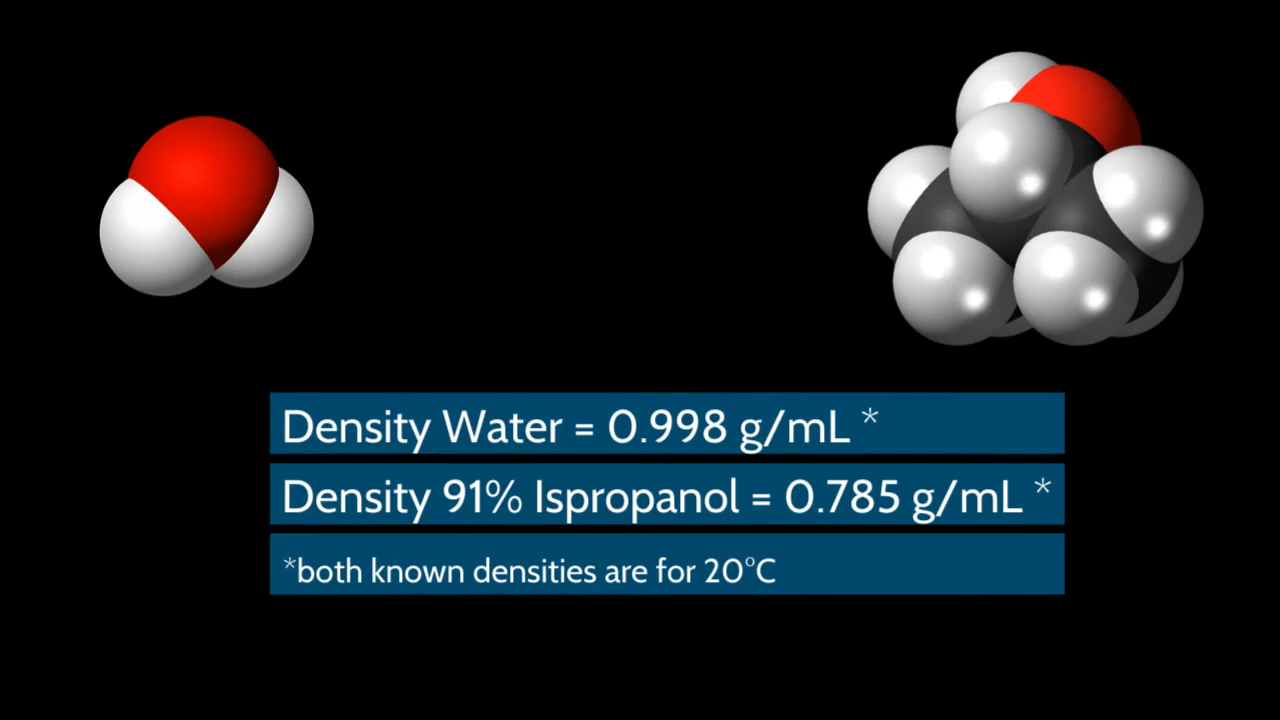 Density Water = 0.998 g/mL *
Density 91% Ispropanol = 0.785 g/mL *
*both known densities are for 20°C